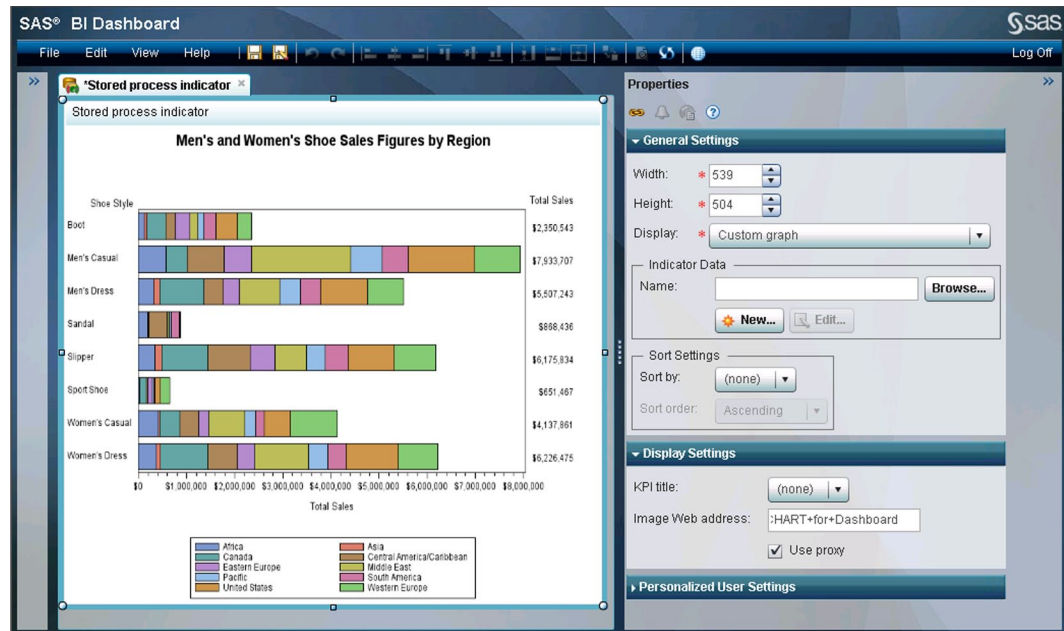 SAS® BI Dashboard
sas
File Edit View Help
Log Off
*Stored process indicator
Stored process indicator
Men's and Women's Shoe Sales Figures by Region
Shoe Style
Total Sales
Boot $2,350,543
Men's Casual $7,933,707
Men's Dress $5,507,243
Sandal $868,436
Slipper $6,175,834
Sport Shoe $651,467
Women's Casual $4,137,861
Women's Dress $6,226,475
$0 $1,000,000 $2,000,000 $3,000,000 $4,000,000 $5,000,000 $6,000,000 $7,000,000 $8,000,000
Total Sales
Africa Asia
Canada Central America/Caribbean
Eastern Europe Middle East
Pacific South America
United States Western Europe
Properties
General Settings
Width: * 539
Height: * 504
Display: * Custom graph
Indicator Data
Name: Browse...
New... Edit...
Sort Settings
Sort by: (none)
Sort order: Ascending
Display Settings
KPI title: (none)
Image Web address: HART+for+Dashboard
Use proxy
Personalized User Settings